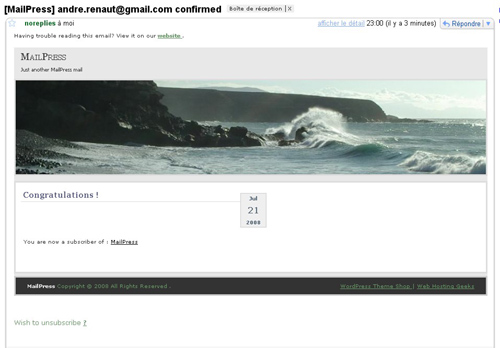 [MailPress] andre.renaut@gmail.com confirmed Boîte de réception | X
noreplies à moi afficher le détail 23:00 (il y a 3 minutes) Répondre
Having trouble reading this email? View it on our website .
MailPress
Just another MailPress mail
Congratulations !
Jul
21
2008
You are now a subscriber of : MailPress
MailPress Copyright © 2008 All Rights Reserved . WordPress Theme Shop | Web Hosting Geeks
Wish to unsubscribe ?